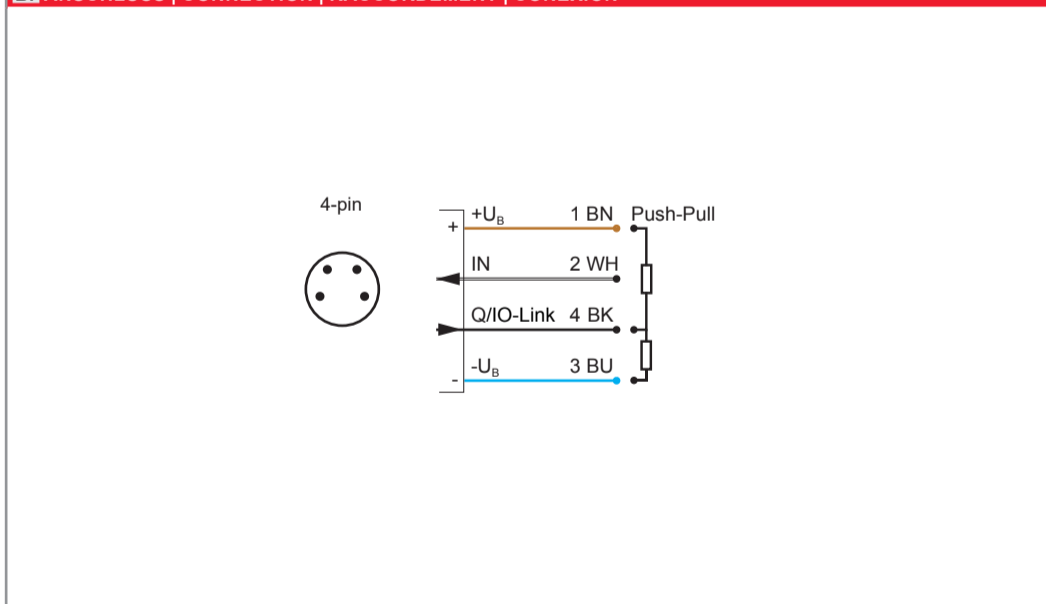 4-pin
+UB 1 BN Push-Pull
+
IN 2 WH
Q/IO-Link 4 BK
-UB 3 BU
-